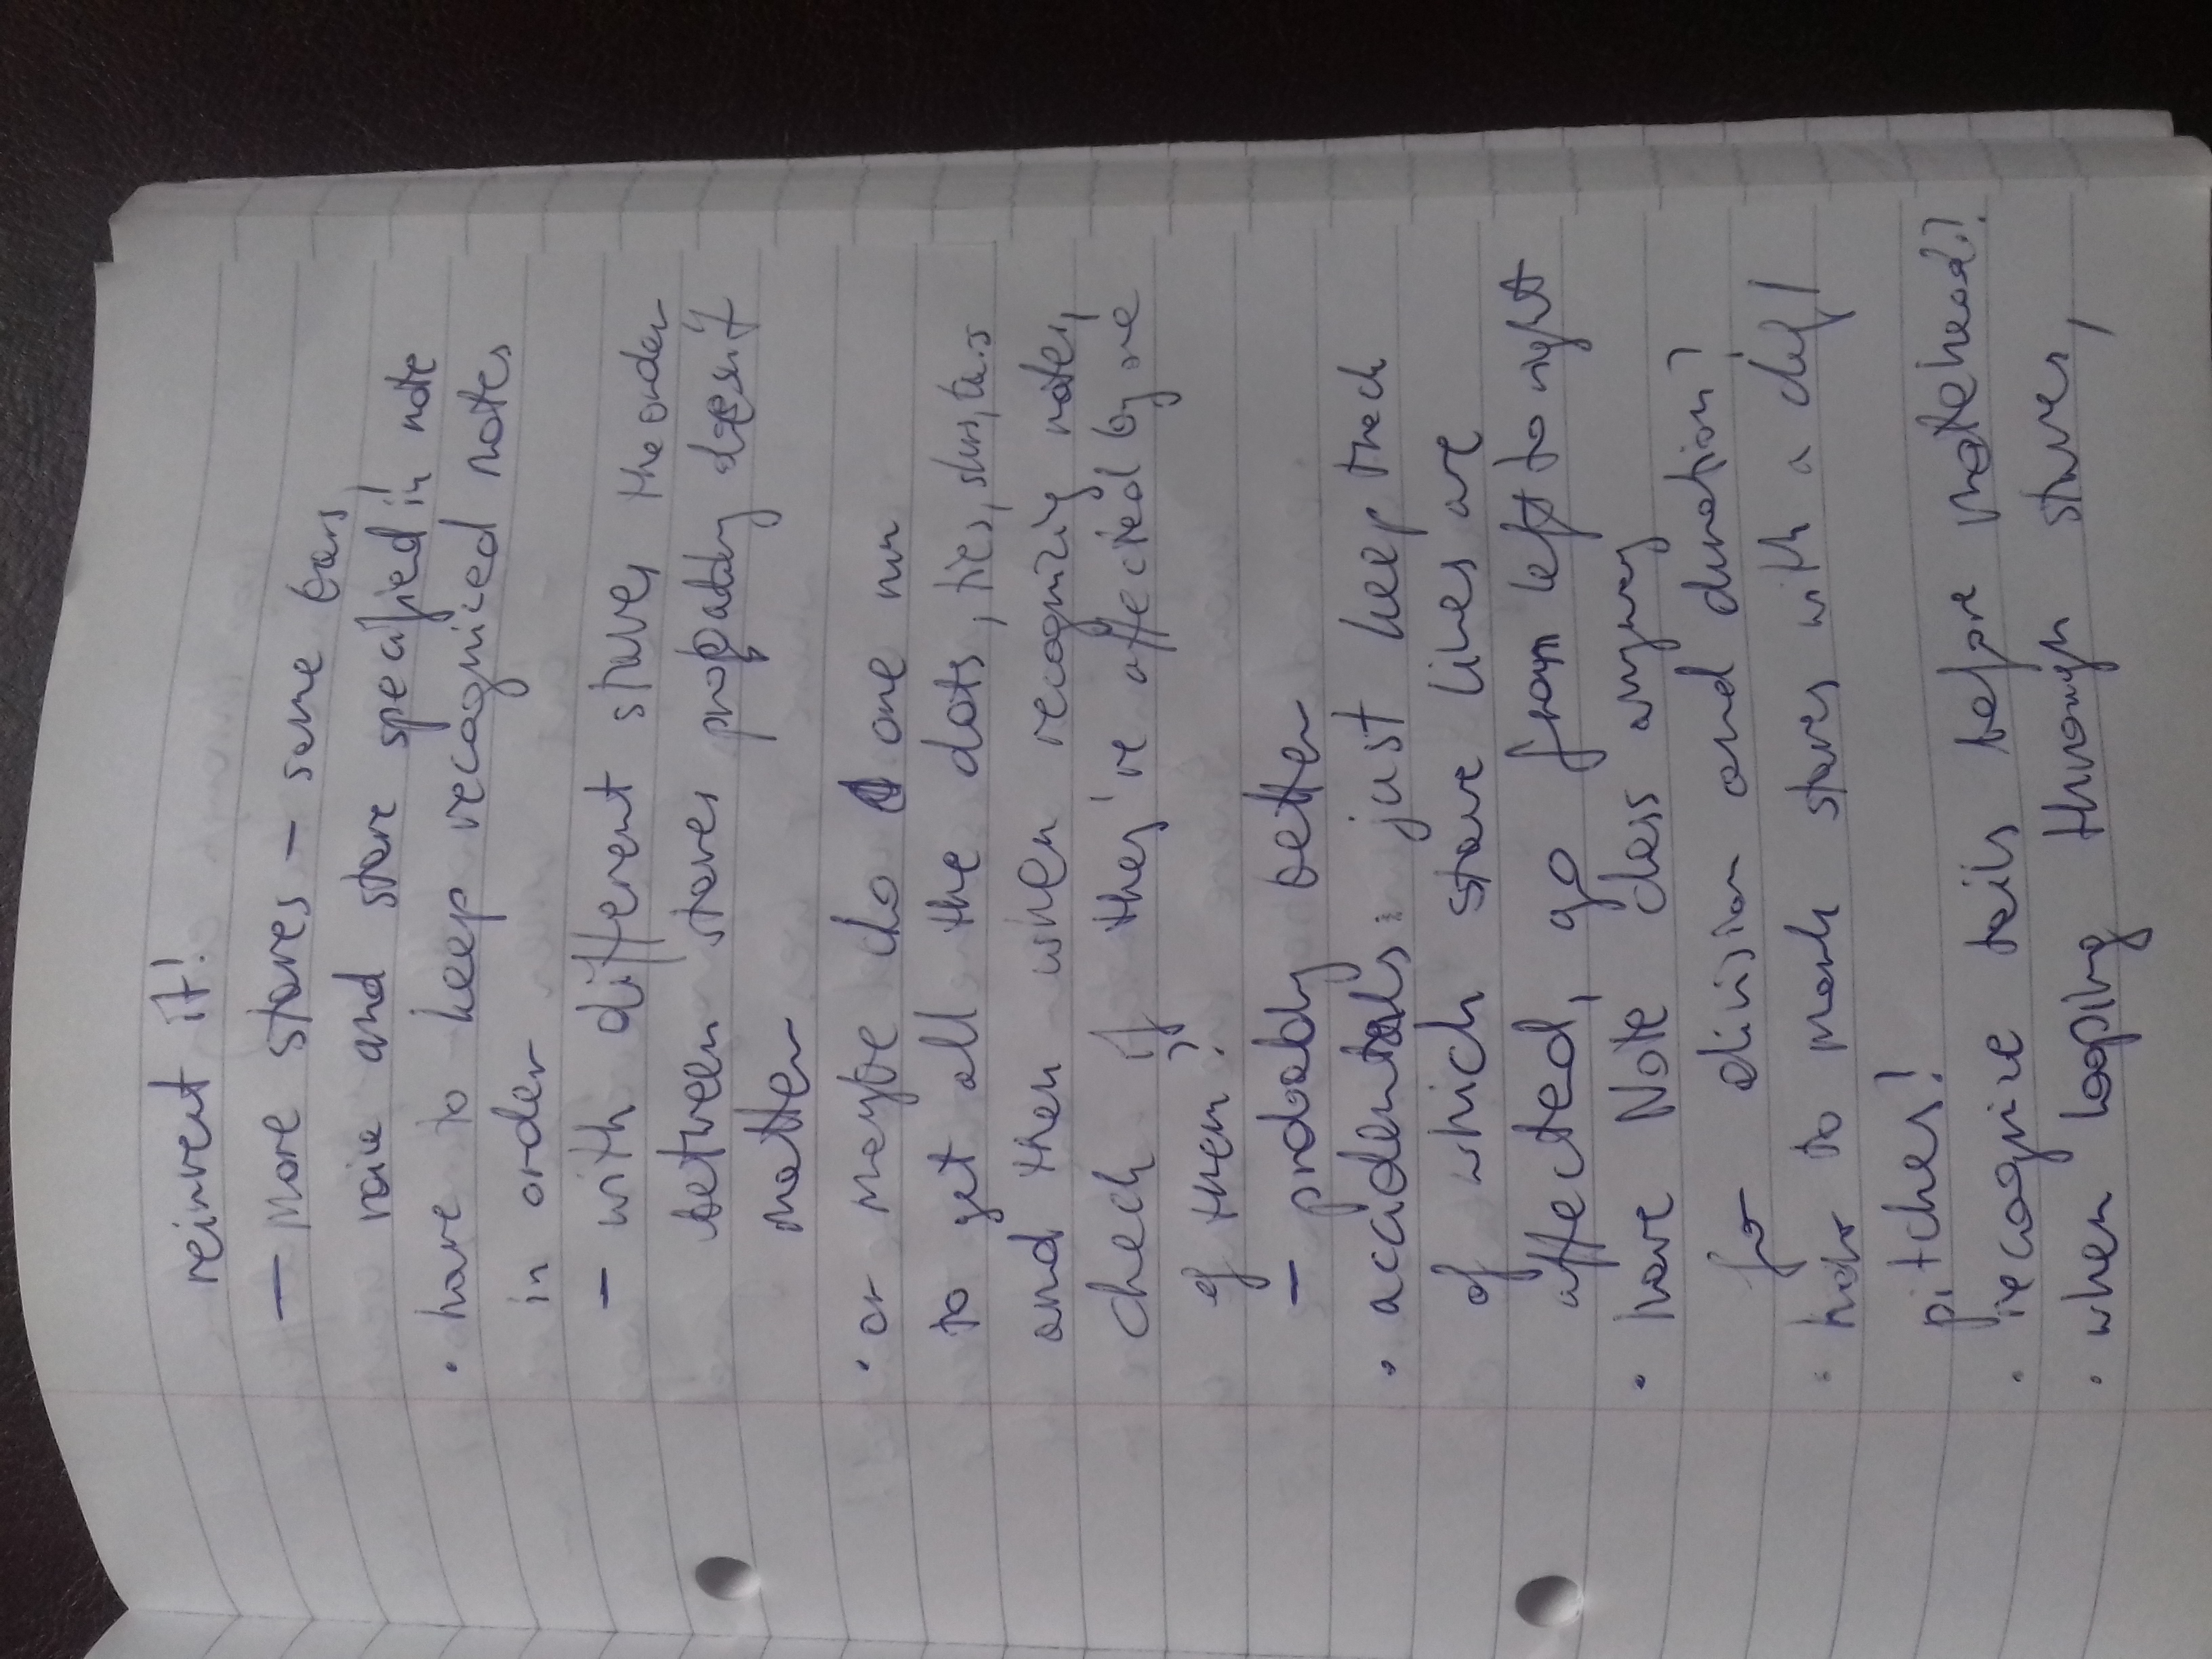 reinvent it!
— More staves – same bars,
voice and stave specified in note
• have to keep recognized notes
in order
– with different staves the order
between staves probably doesn't
matter
• or maybe do one run
to get all the dots, ties, slurs, bars
and then when recognizing notes,
check if they're affected by one
of them?
– probably better
• accidentals: just keep track
of which stave lines are
affected, go from left to right
• have Note class anyway
for division and duration?
• how to mark staves with a clef /
pitches?
• recognize tails before notehead?
• when looping through staves,